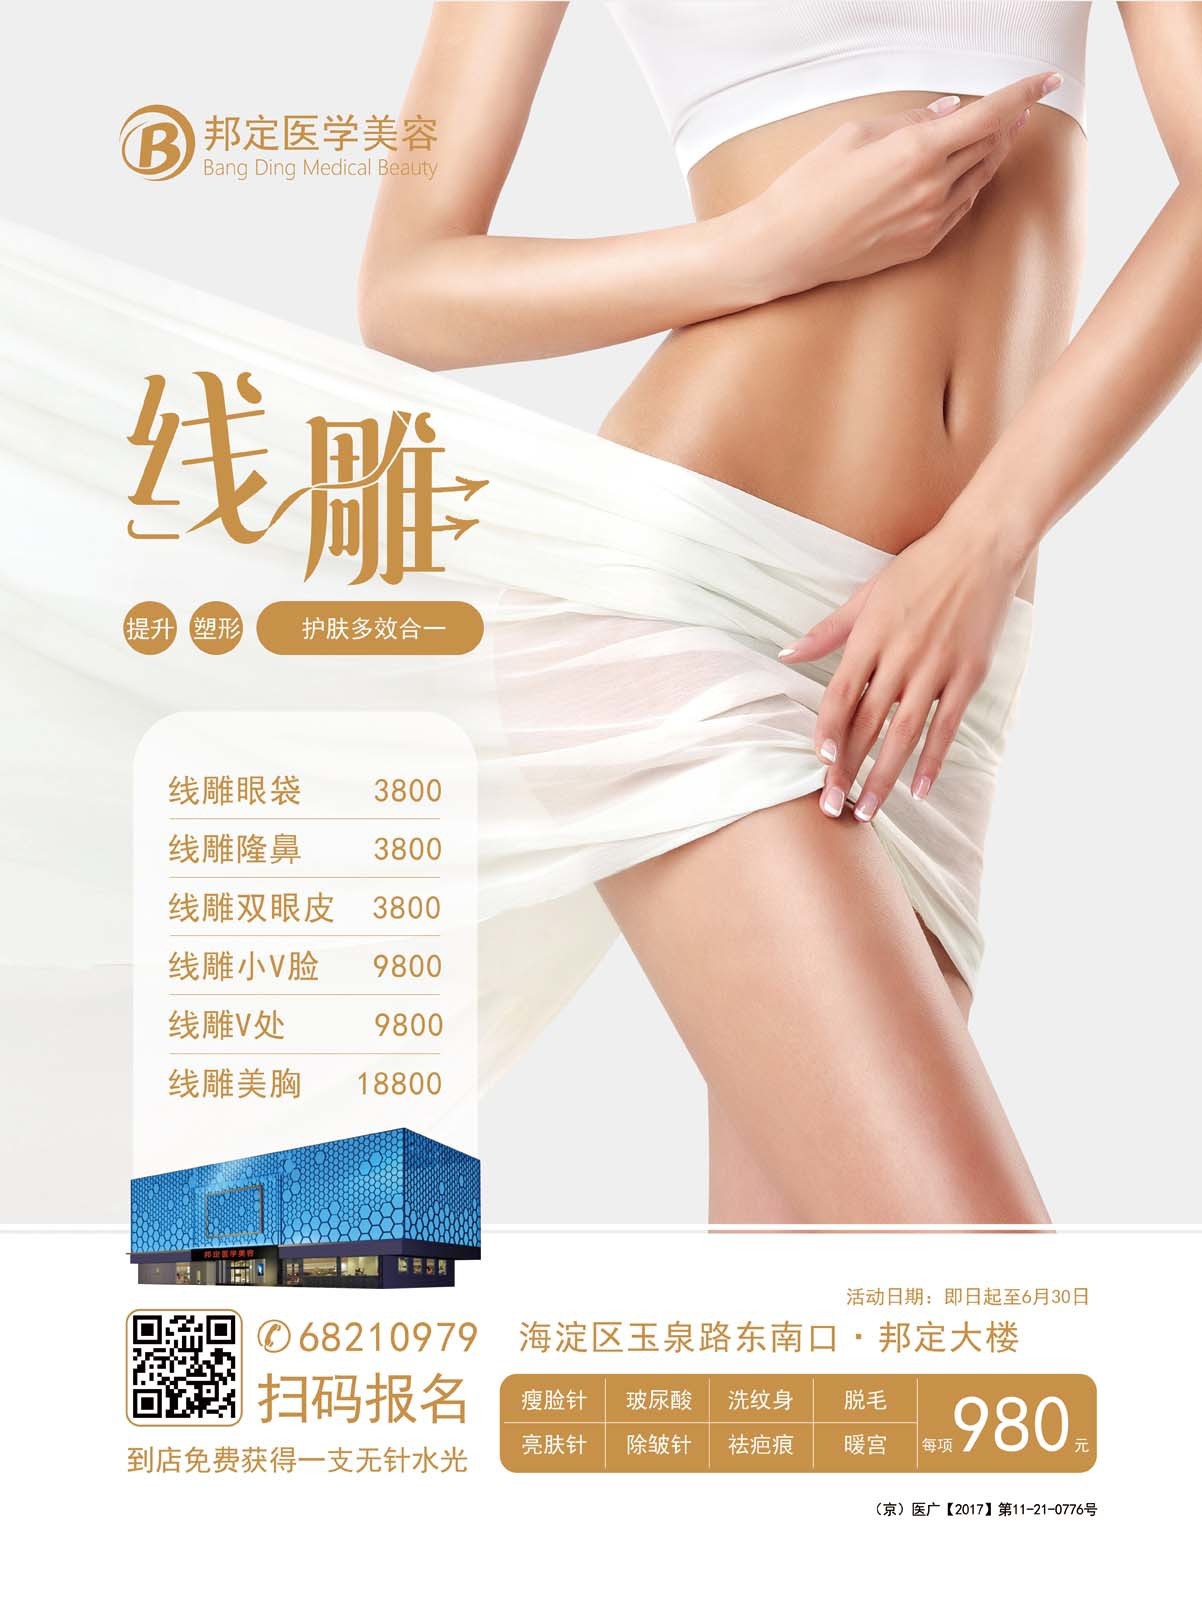 邦定医学美容
Bang Ding Medical Beauty
线雕
提升 塑形 护肤多效合一
线雕眼袋 3800
线雕隆鼻 3800
线雕双眼皮 3800
线雕小V脸 9800
线雕V处 9800
线雕美胸 18800
邦定医学美容
活动日期：即日起至6月30日
68210979
海淀区玉泉路东南口·邦定大楼
扫码报名
到店免费获得一支无针水光
瘦脸针 玻尿酸 洗纹身 脱毛
亮肤针 除皱针 祛疤痕 暖宫
每项980元
（京）医广【2017】第11-21-0776号